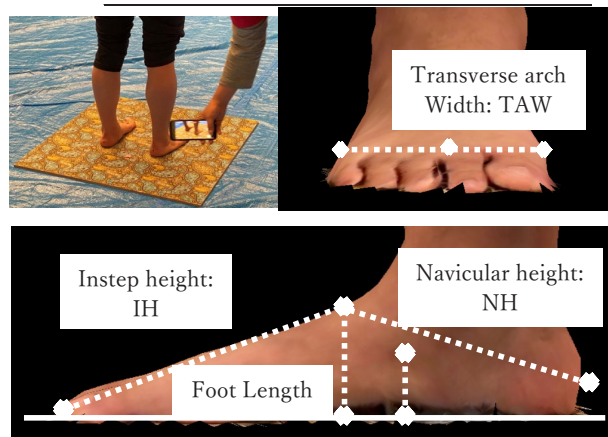 Transverse arch
Width: TAW
Instep height:
IH
Navicular height:
NH
Foot Length